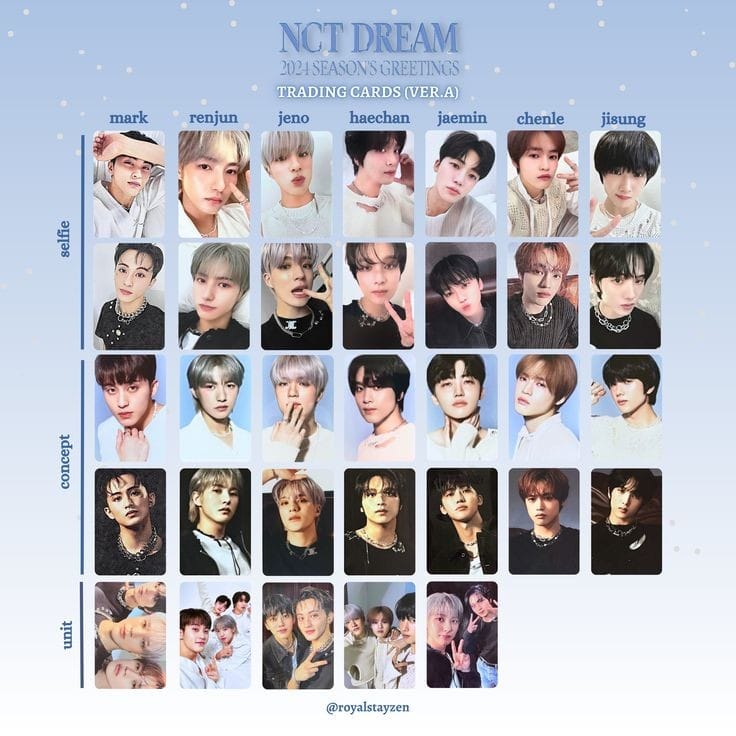 NCT DREAM
2024 SEASON'S GREETINGS
TRADING CARDS (VER.A)
mark renjun jeno haechan jaemin chenle jisung
selfie
concept
unit
@royalstayzen